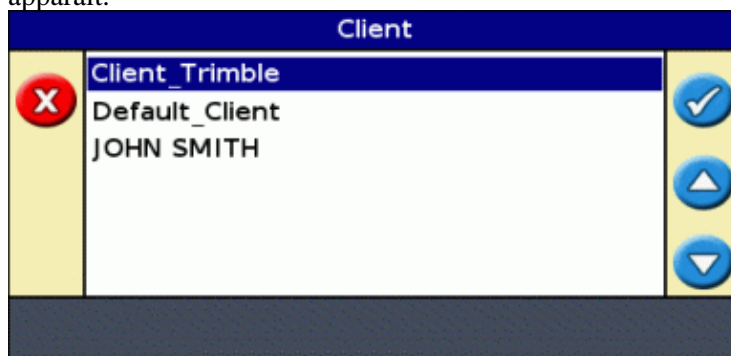 apparaît.
Client
Client_Trimble
Default_Client
JOHN SMITH